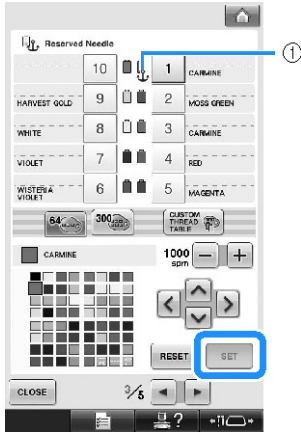 Reserved Needle
①
10 1 CARMINE
HARVEST GOLD 9 2 MOSS GREEN
WHITE 8 3 CARMINE
VIOLET 7 4 RED
WISTERIA VIOLET 6 5 MAGENTA
64 300 CUSTOM THREAD TABLE
CARMINE 1000 spm − +
RESET SET
CLOSE 3/5
?